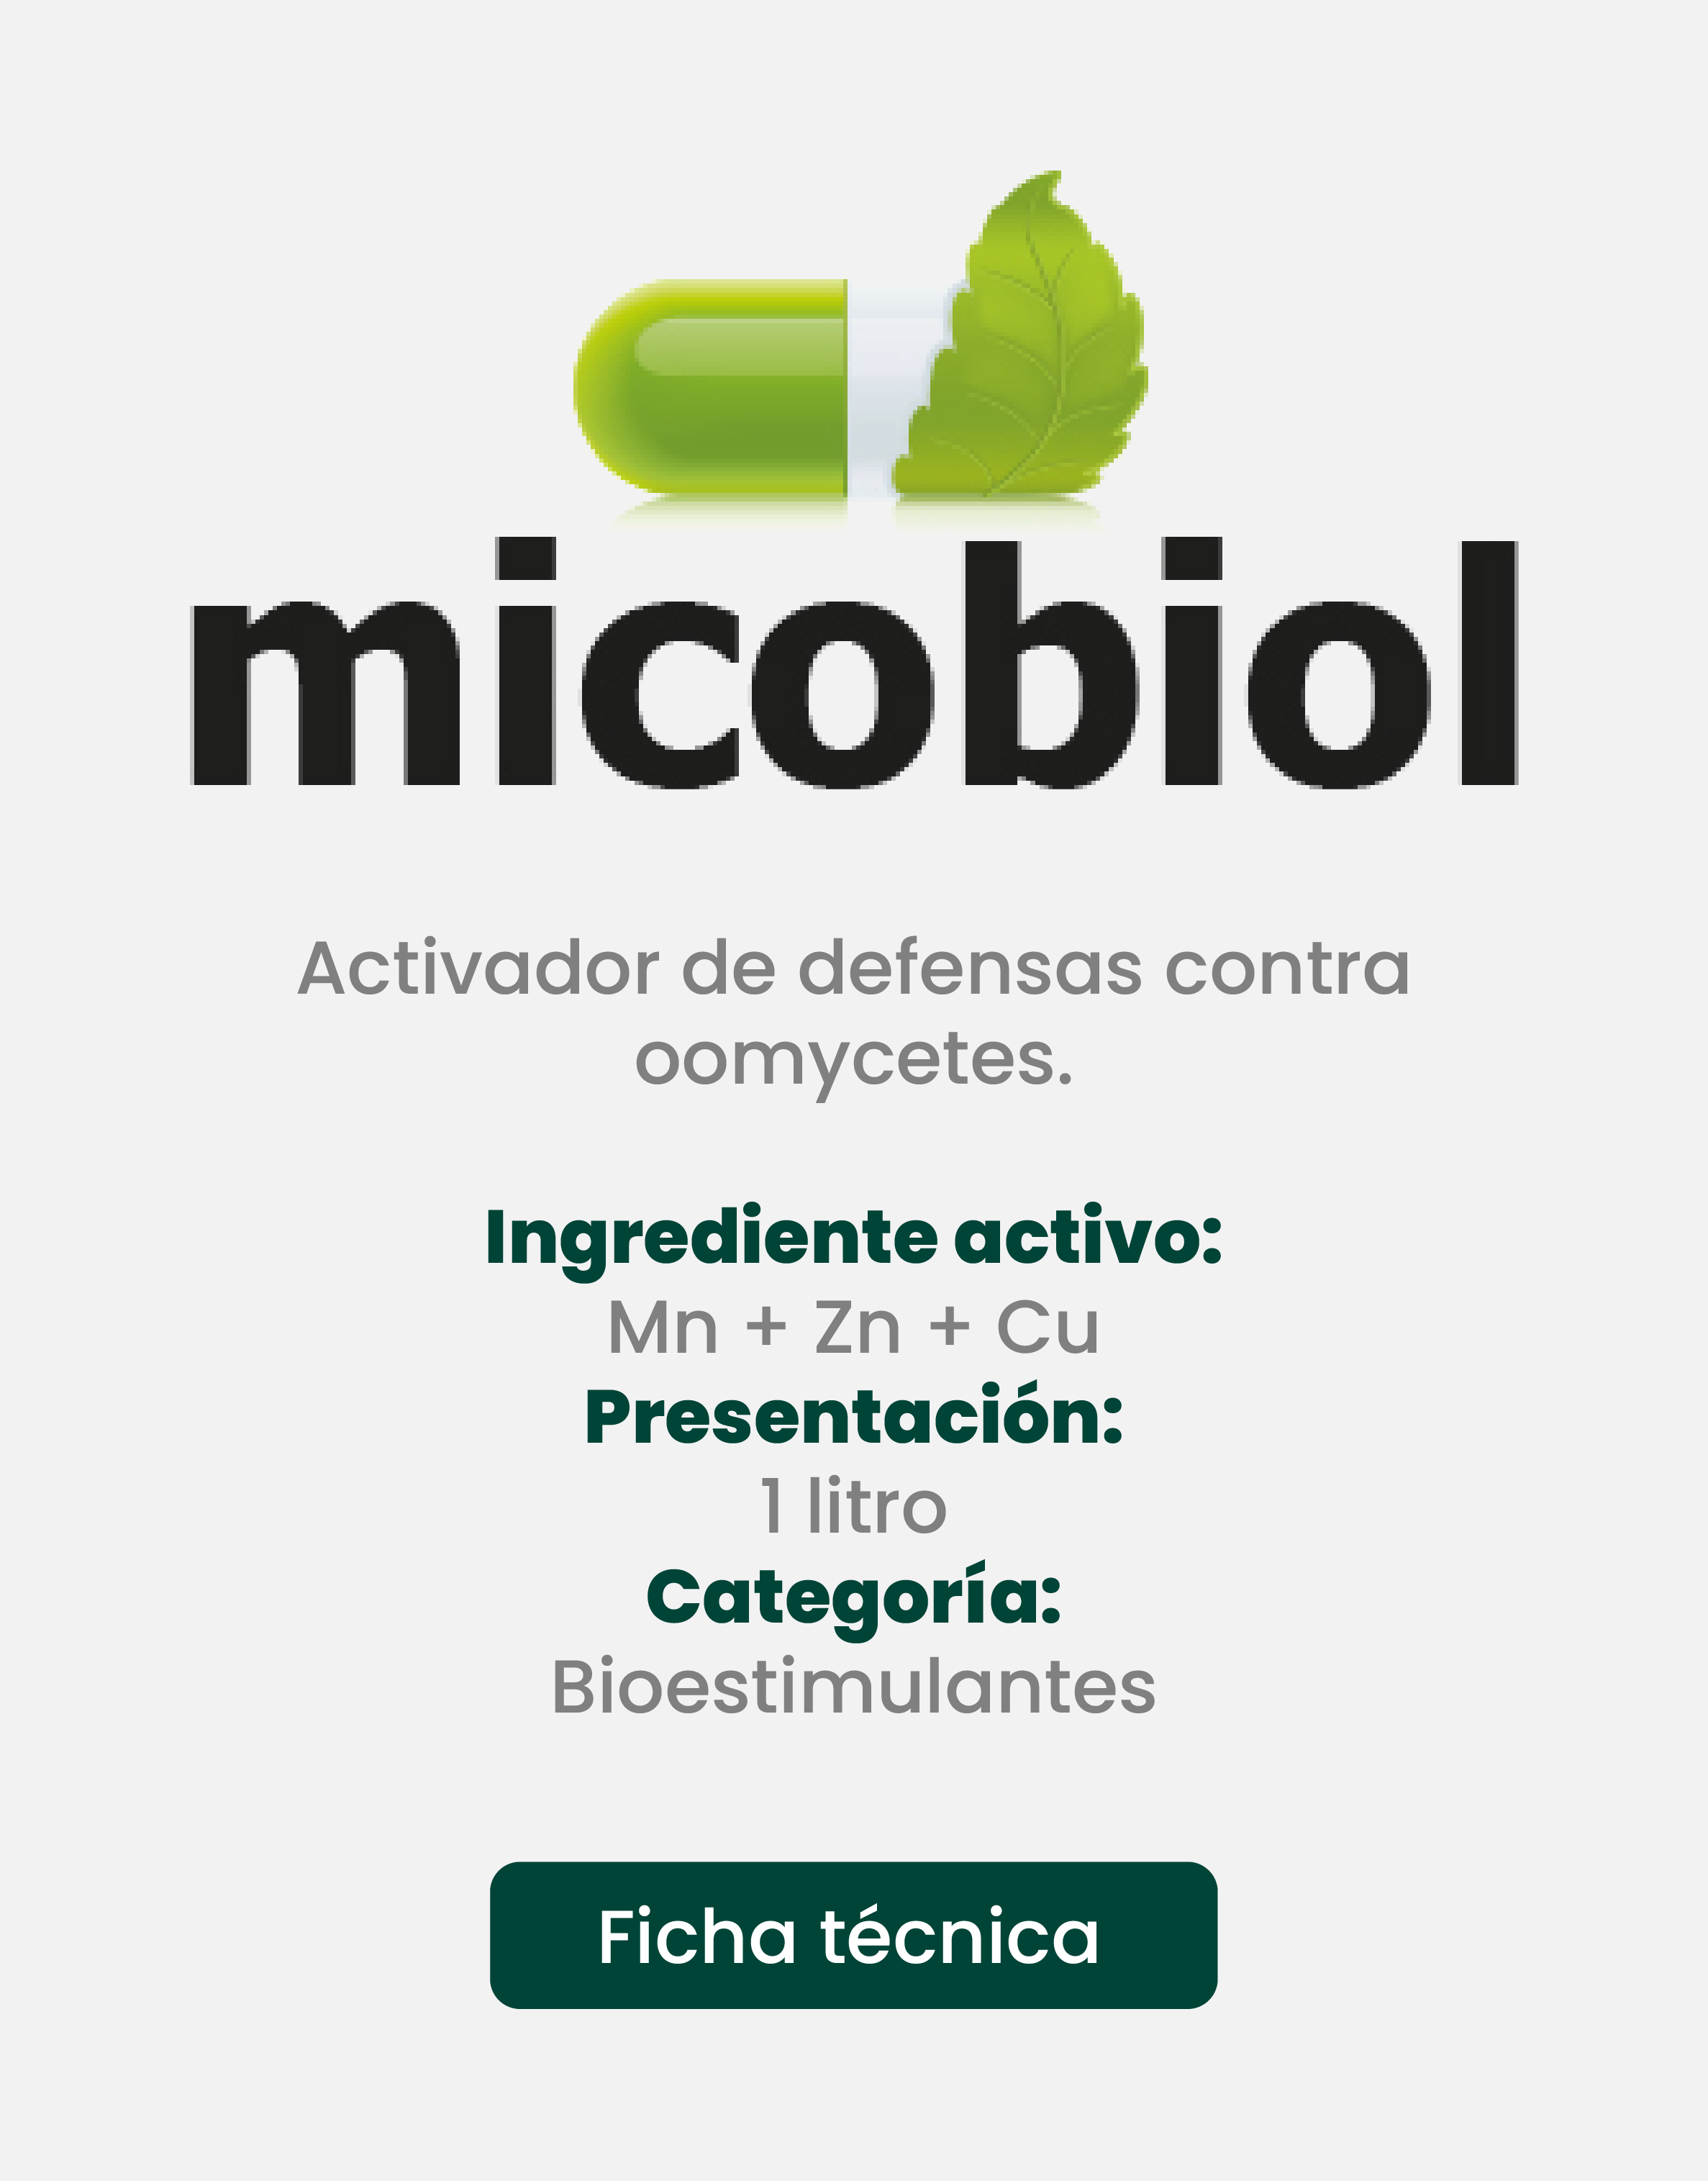 micobiol
Activador de defensas contra
oomycetes.
Ingrediente activo:
Mn + Zn + Cu
Presentación:
1 litro
Categoría:
Bioestimulantes
Ficha técnica